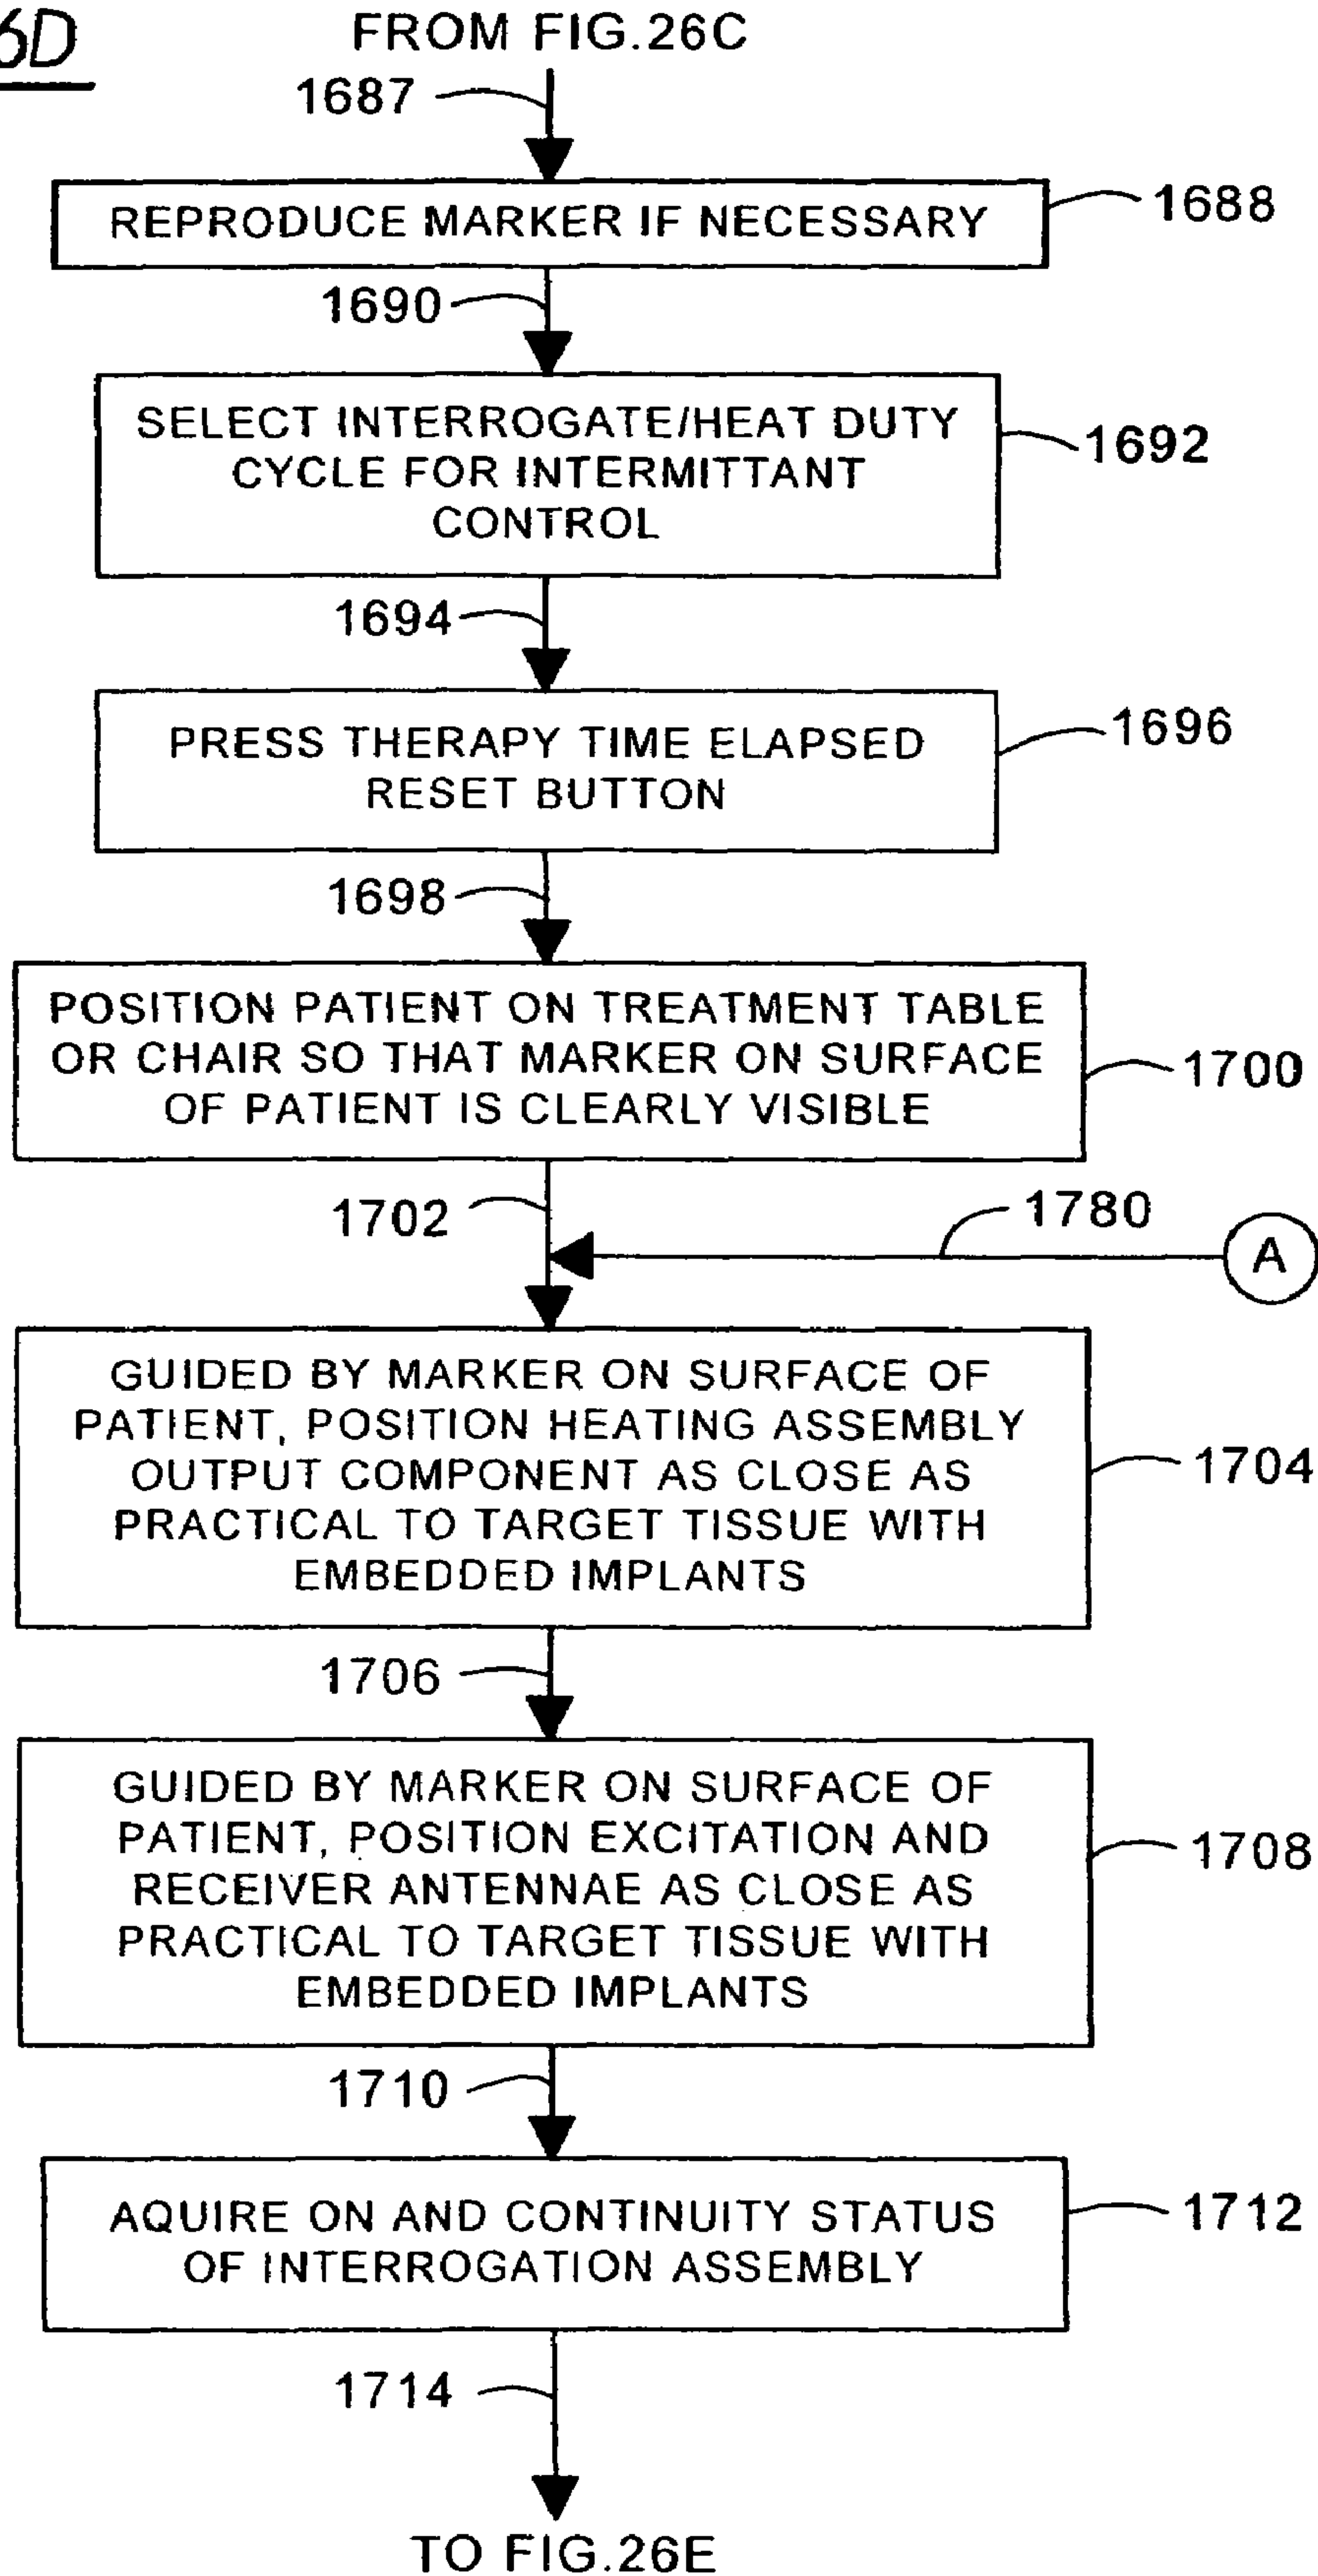 6D
FROM FIG.26C
1687
REPRODUCE MARKER IF NECESSARY
1688
1690
SELECT INTERROGATE/HEAT DUTY
CYCLE FOR INTERMITTANT
CONTROL
1692
1694
PRESS THERAPY TIME ELAPSED
RESET BUTTON
1696
1698
POSITION PATIENT ON TREATMENT TABLE
OR CHAIR SO THAT MARKER ON SURFACE
OF PATIENT IS CLEARLY VISIBLE
1700
1702
1780
A
GUIDED BY MARKER ON SURFACE OF
PATIENT, POSITION HEATING ASSEMBLY
OUTPUT COMPONENT AS CLOSE AS
PRACTICAL TO TARGET TISSUE WITH
EMBEDDED IMPLANTS
1704
1706
GUIDED BY MARKER ON SURFACE OF
PATIENT, POSITION EXCITATION AND
RECEIVER ANTENNAE AS CLOSE AS
PRACTICAL TO TARGET TISSUE WITH
EMBEDDED IMPLANTS
1708
1710
AQUIRE ON AND CONTINUITY STATUS
OF INTERROGATION ASSEMBLY
1712
1714
TO FIG.26E